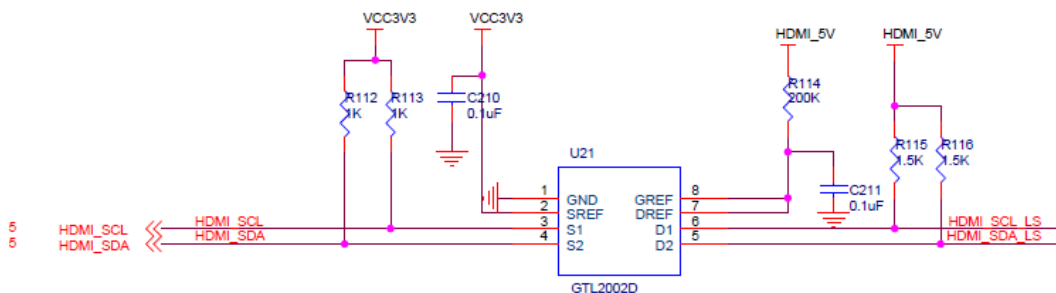 VCC3V3
VCC3V3
HDMI_5V
HDMI_5V
R112
1K
R113
1K
C210
0.1uF
R114
200K
R115
1.5K
R116
1.5K
C211
0.1uF
U21
1 GND GREF 8
2 SREF DREF 7
3 S1 D1 6
4 S2 D2 5
GTL2002D
5 HDMI_SCL HDMI_SCL HDMI_SCL_LS
5 HDMI_SDA HDMI_SDA HDMI_SDA_LS